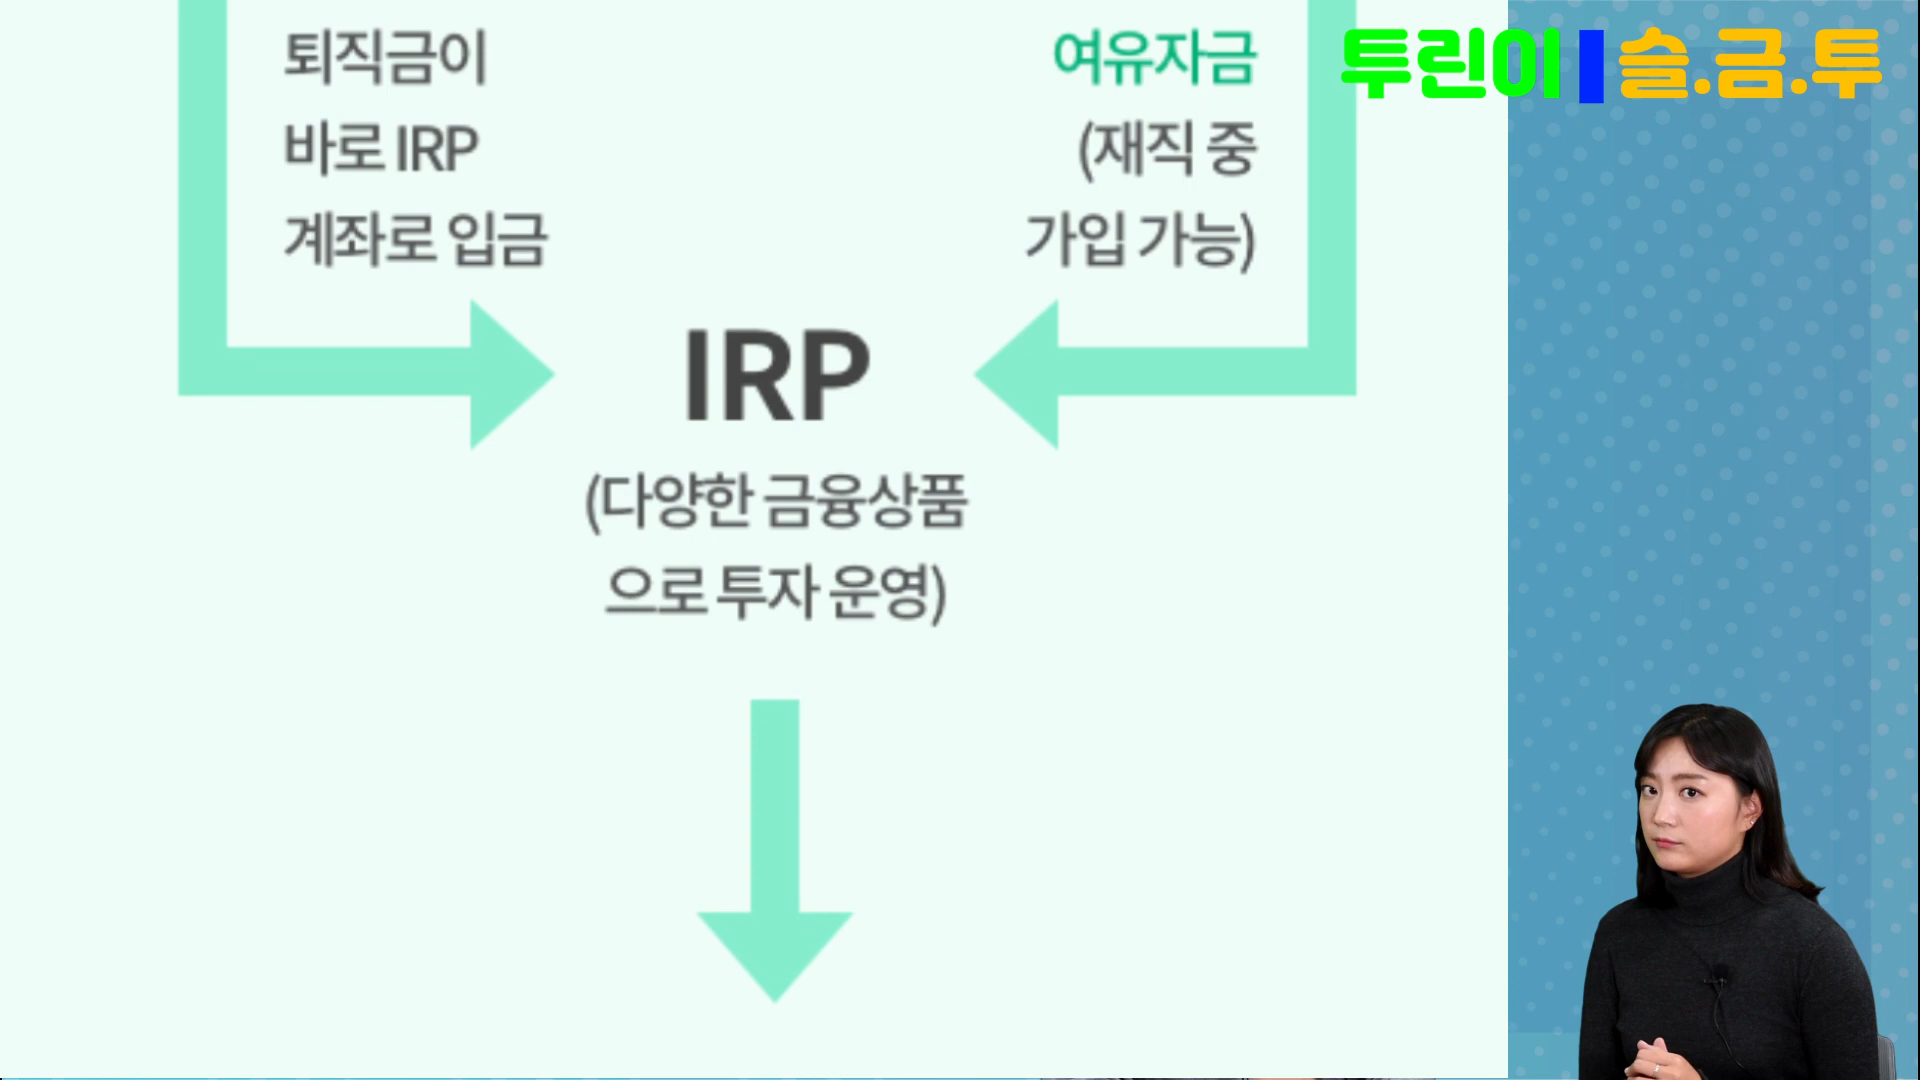 투린이 | 슬.금.투
퇴직금이
바로 IRP
계좌로 입금
여유자금
(재직 중
가입 가능)
IRP
(다양한 금융상품
으로 투자 운영)